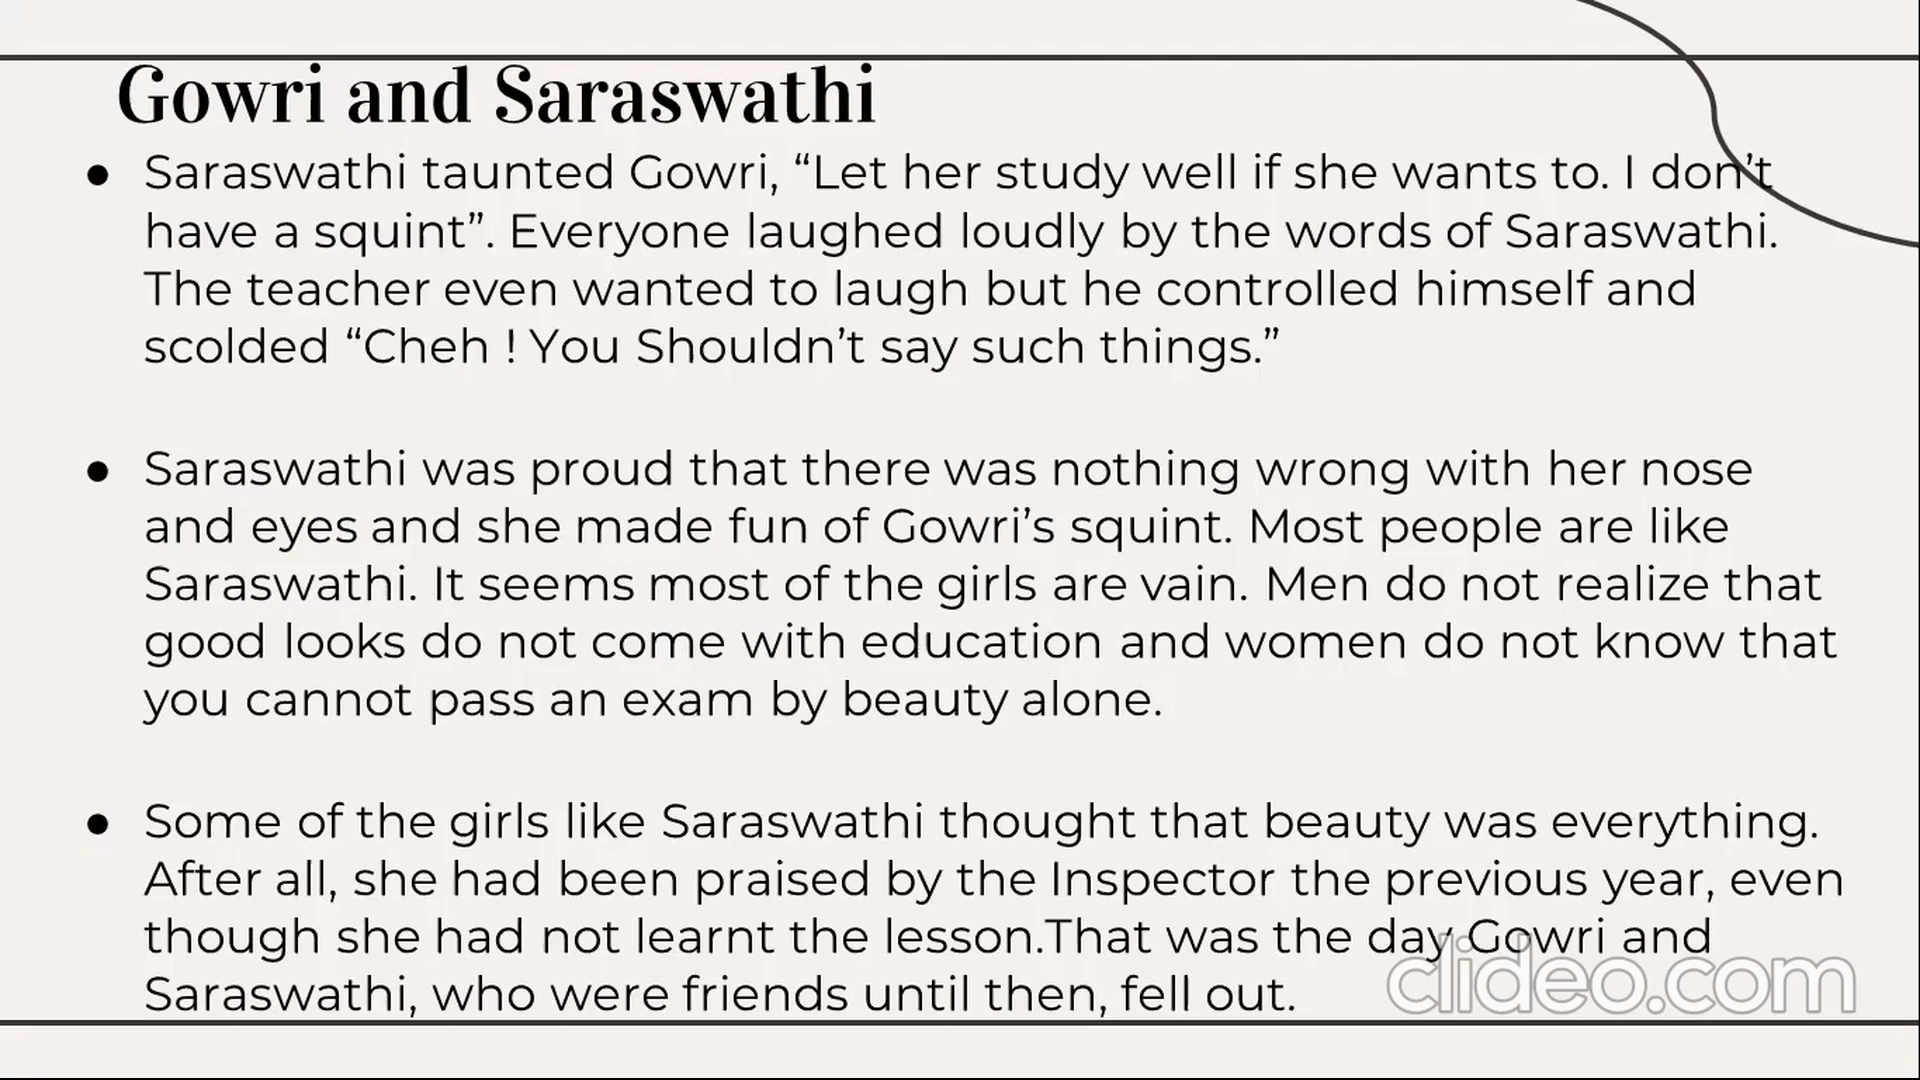 Gowri and Saraswathi
● Saraswathi taunted Gowri, “Let her study well if she wants to. I don’t
have a squint”. Everyone laughed loudly by the words of Saraswathi.
The teacher even wanted to laugh but he controlled himself and
scolded “Cheh ! You Shouldn’t say such things.”
● Saraswathi was proud that there was nothing wrong with her nose
and eyes and she made fun of Gowri’s squint. Most people are like
Saraswathi. It seems most of the girls are vain. Men do not realize that
good looks do not come with education and women do not know that
you cannot pass an exam by beauty alone.
● Some of the girls like Saraswathi thought that beauty was everything.
After all, she had been praised by the Inspector the previous year, even
though she had not learnt the lesson.That was the day Gowri and
Saraswathi, who were friends until then, fell out.
clideo.com